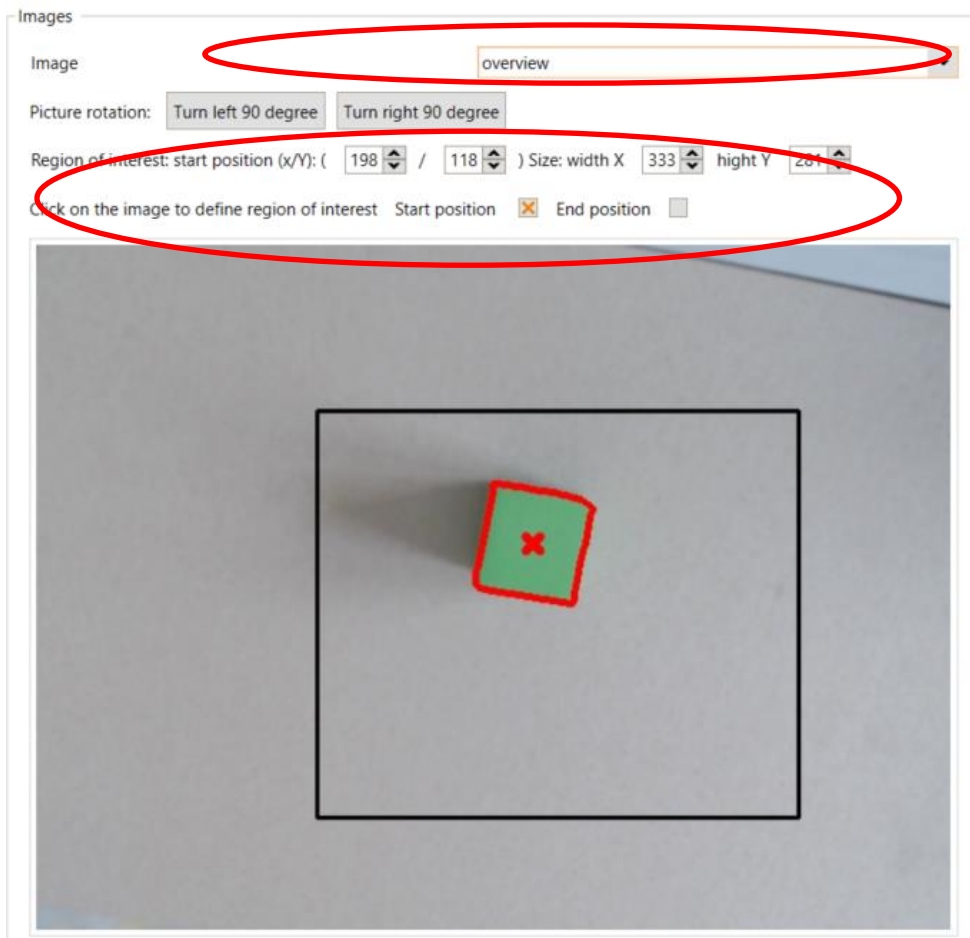 Images
Image overview
Picture rotation: Turn left 90 degree Turn right 90 degree
Region of interest: start position (x/Y): ( 198 / 118 ) Size: width X 333 hight Y 281
Click on the image to define region of interest Start position End position